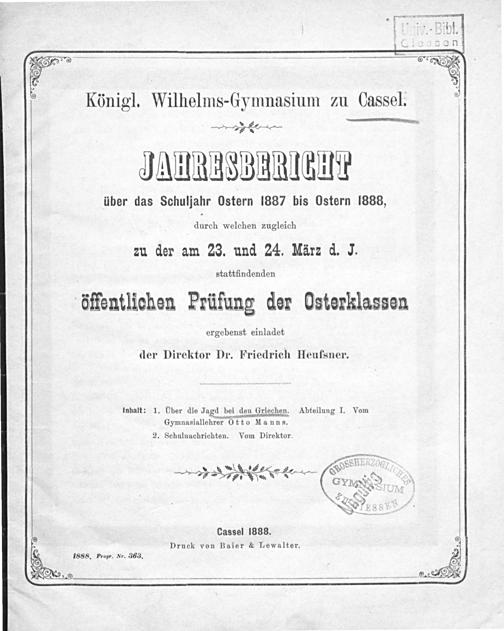 Univ.-Bibl.
Giessen
Königl. Wilhelms-Gymnasium zu Cassel.
JAHRESBERICHT
über das Schuljahr Ostern 1887 bis Ostern 1888,
durch welchen zugleich
zu der am 23. und 24. März d. J.
stattfindenden
öffentlichen Prüfung der Osterklassen
ergebenst einladet
der Direktor Dr. Friedrich Heufsner.
Inhalt: 1. Über die Jagd bei den Griechen. Abteilung I. Vom
Gymnasiallehrer Otto Manns.
2. Schulnachrichten. Vom Direktor.
GROSSHERZOGLICHES
GYMNASIUM
ZU GIESSEN
Cassel 1888.
Druck von Baier & Lewalter.
1888. Progr. Nr. 363.